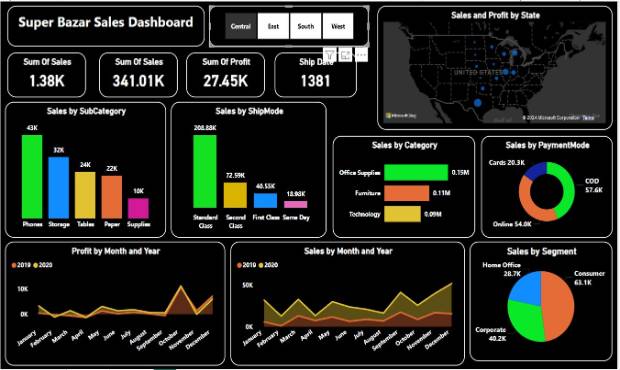 Super Bazar Sales Dashboard
Central East South West
Sales and Profit by State
UNITED STATES
Microsoft Bing
© 2024 Microsoft Corporation Terms
Sum Of Sales
1.38K
Sum Of Sales
341.01K
Sum Of Profit
27.45K
Ship Date
1381
Sales by SubCategory
43K
32K
24K
22K
10K
Phones Storage Tables Paper Supplies
Sales by ShipMode
208.88K
72.59K
40.55K
18.98K
Standard Class
Second Class
First Class
Same Day
Sales by Category
Office Supplies 0.15M
Furniture 0.11M
Technology 0.09M
Sales by PaymentMode
Cards 20.3K
COD
57.6K
Online 54.0K
Profit by Month and Year
2019 2020
10K
0K
January February March April May June July August September October November December
Sales by Month and Year
2019 2020
50K
0K
January February March April May June July August September October November December
Sales by Segment
Home Office
28.7K
Consumer
63.1K
Corporate
40.2K